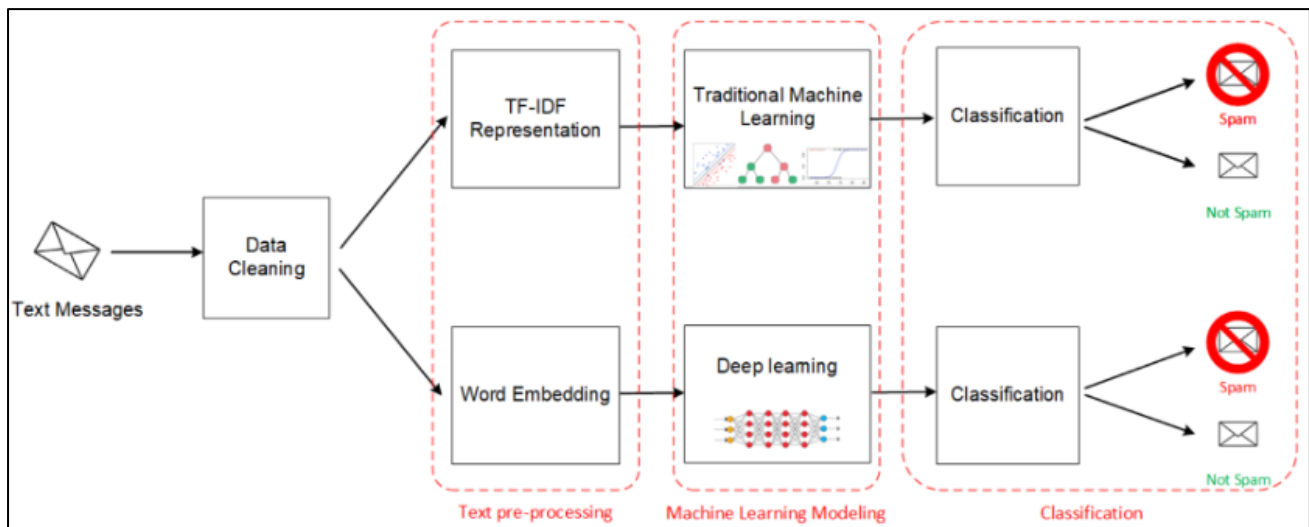 Text Messages
Data
Cleaning
TF-IDF
Representation
Traditional Machine
Learning
Classification
Spam
Not Spam
Word Embedding
Deep learning
Classification
Spam
Not Spam
Text pre-processing
Machine Learning Modeling
Classification